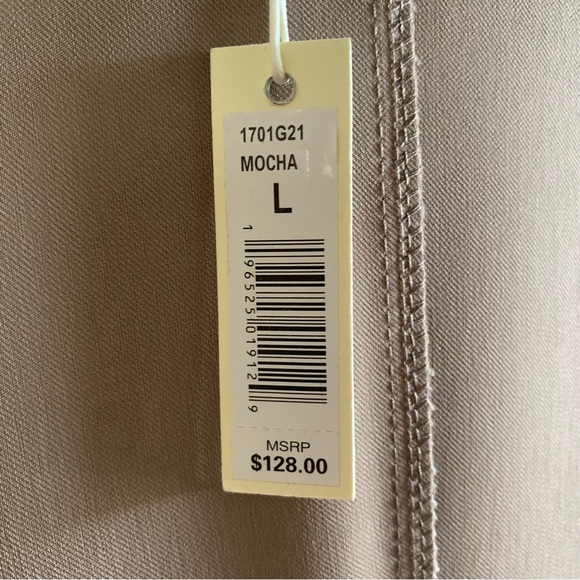 1701G21
MOCHA
L
1 96525 01912 9
MSRP
$128.00